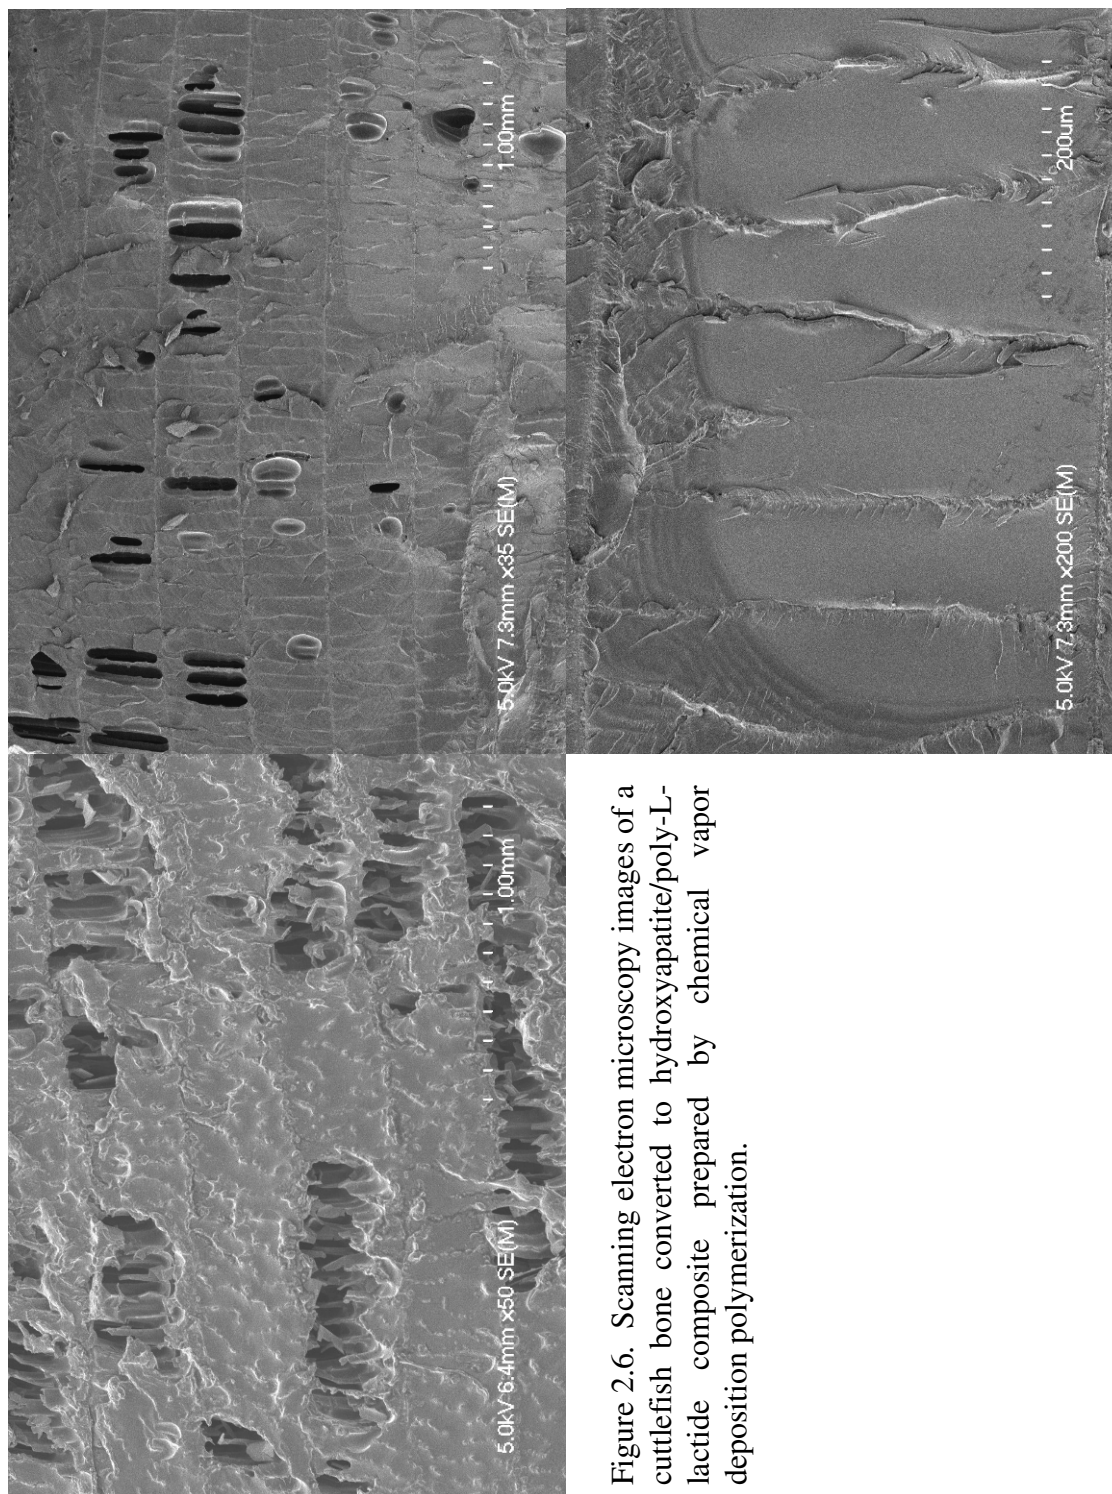 5.0kV 6.4mm x50 SE(M) 1.00mm
5.0kV 7.3mm x35 SE(M) 1.00mm
5.0kV 7.3mm x200 SE(M) 200um
Figure 2.6. Scanning electron microscopy images of a
cuttlefish bone converted to hydroxyapatite/poly-L-
lactide composite prepared by chemical vapor
deposition polymerization.